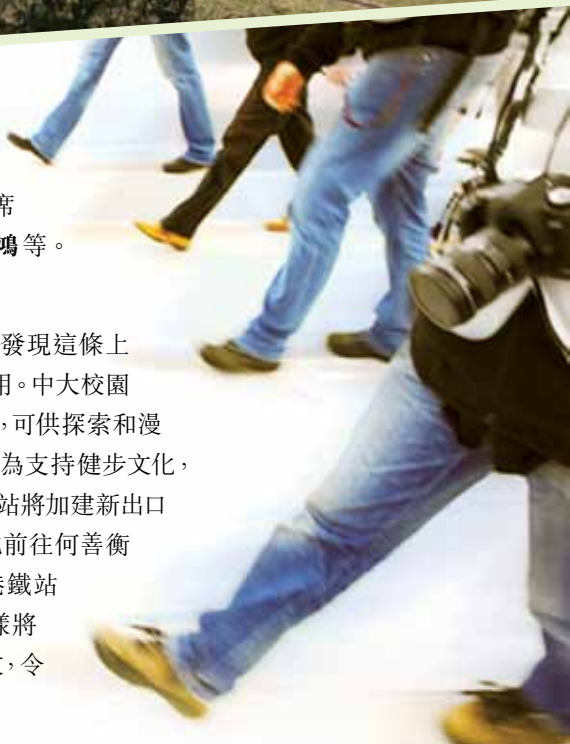 席
鴻等。
發現這條上
用。中大校園
,可供探索和漫
為支持健步文化,
站將加建新出口
前往何善衡
鐵站
樣將
,令